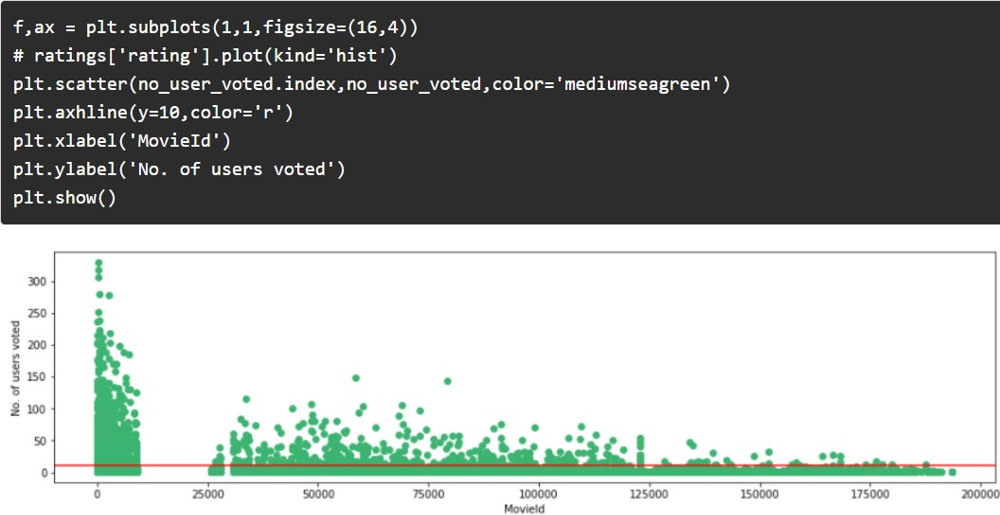 f,ax = plt.subplots(1,1,figsize=(16,4))
# ratings['rating'].plot(kind='hist')
plt.scatter(no_user_voted.index,no_user_voted,color='mediumseagreen')
plt.axhline(y=10,color='r')
plt.xlabel('MovieId')
plt.ylabel('No. of users voted')
plt.show()
No. of users voted
300
250
200
150
100
50
0
0 25000 50000 75000 100000 125000 150000 175000 200000
MovieId